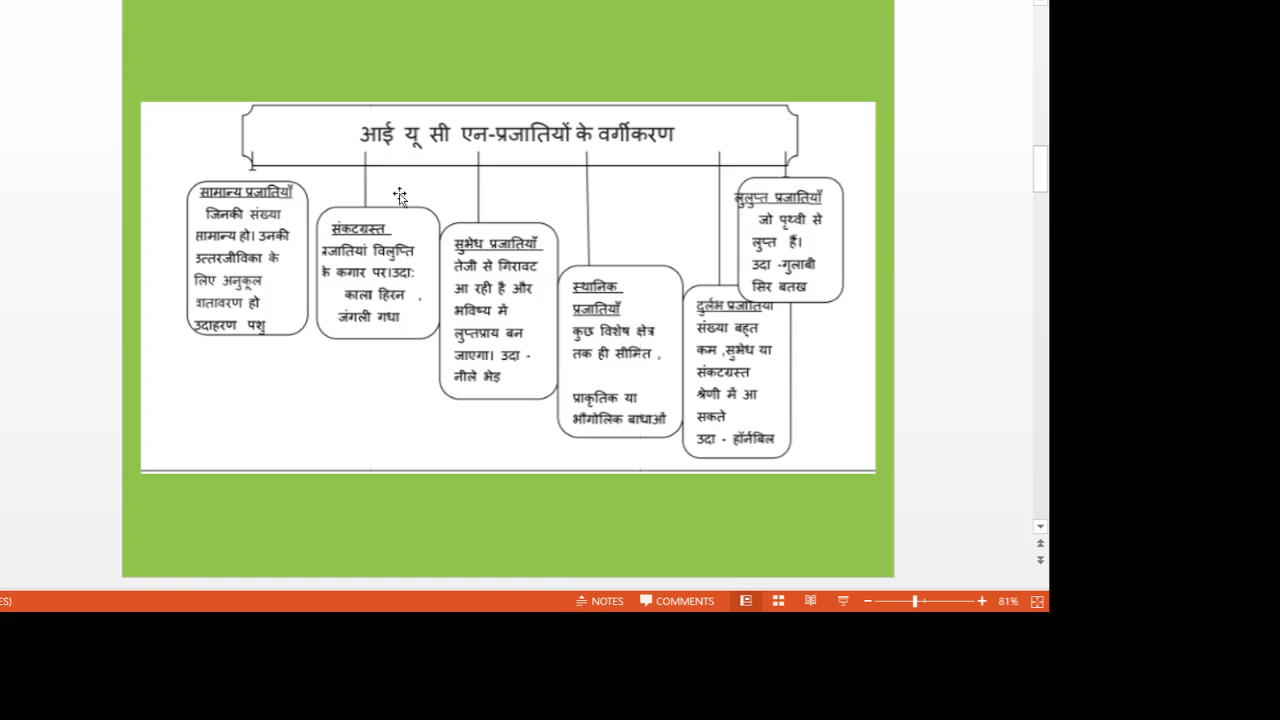 आई यू सी एन-प्रजातियों के वर्गीकरण
सामान्य प्रजातियाँ
जिनकी संख्या
सामान्य हो। उनकी
उत्तरजीविका के
लिए अनुकूल
वातावरण हो
उदाहरण पशु
संकटग्रस्त
प्रजातियां विलुप्ति
के कगार पर।उदा:
काला हिरन ,
जंगली गधा
सुभेध प्रजातियाँ
तेजी से गिरावट
आ रही है और
भविष्य में
लुप्तप्राय बन
जाएगा। उदा -
नीले भेड़
स्थानिक
प्रजातियाँ
कुछ विशेष क्षेत्र
तक ही सीमित ,
प्राकृतिक या
भौगोलिक बाधाओं
दुर्लभ प्रजातियां
संख्या बहुत
कम ,सुभेध या
संकटग्रस्त
श्रेणी में आ
सकते
उदा - हॉर्नबिल
लुलुप्त प्रजातियाँ
जो पृथ्वी से
लुप्त हैं।
उदा -गुलाबी
सिर बतख
ES)
NOTES
COMMENTS
81%